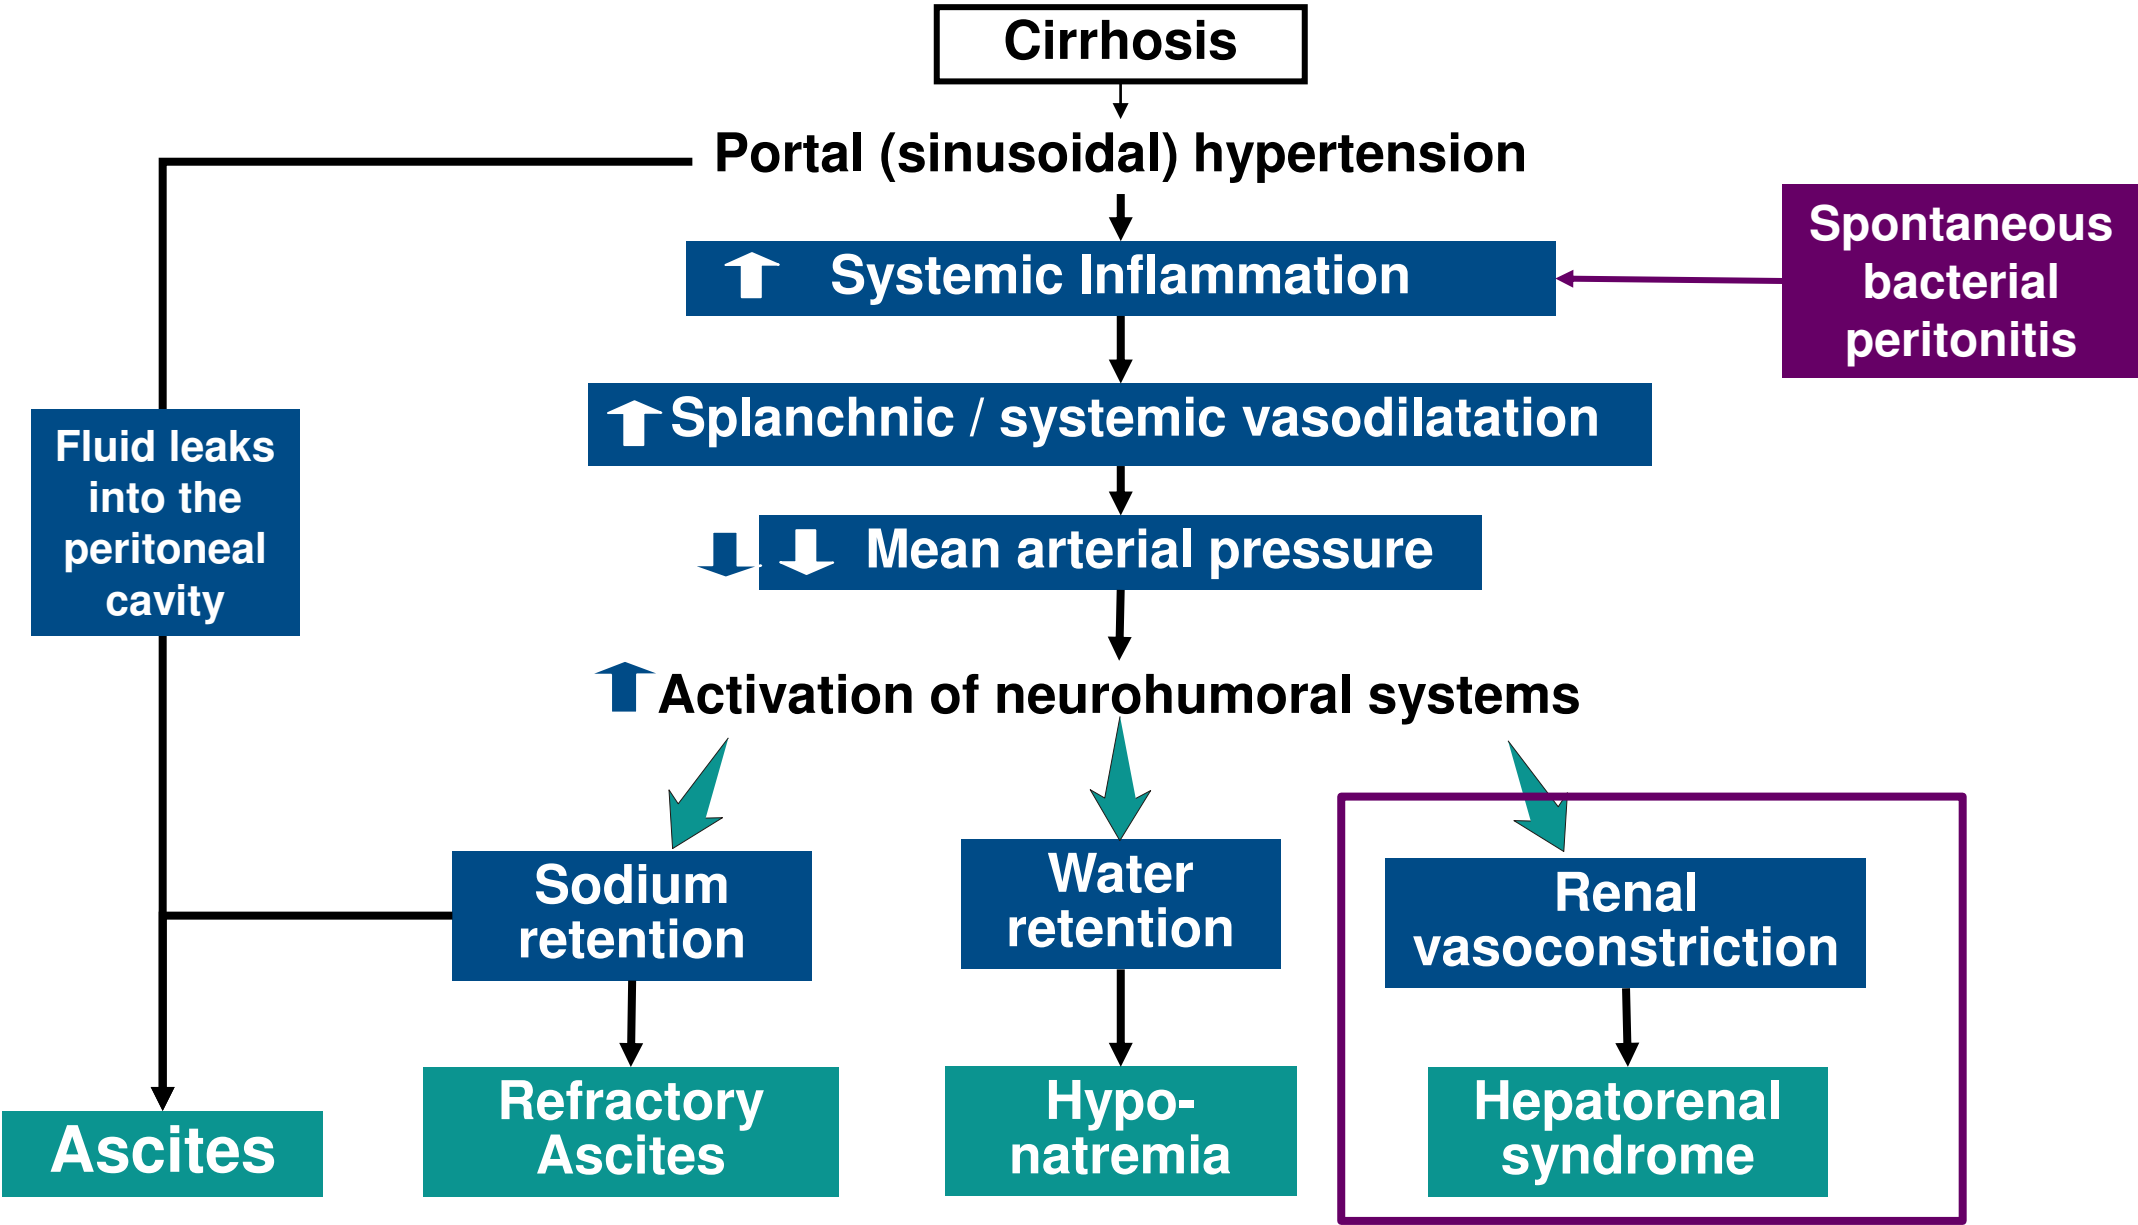 Cirrhosis
Portal (sinusoidal) hypertension
Spontaneous
bacterial
peritonitis
Systemic Inflammation
Splanchnic / systemic vasodilatation
Fluid leaks
into the
peritoneal
cavity
Mean arterial pressure
Activation of neurohumoral systems
Sodium
retention
Water
retention
Renal
vasoconstriction
Ascites
Refractory
Ascites
Hypo-
natremia
Hepatorenal
syndrome